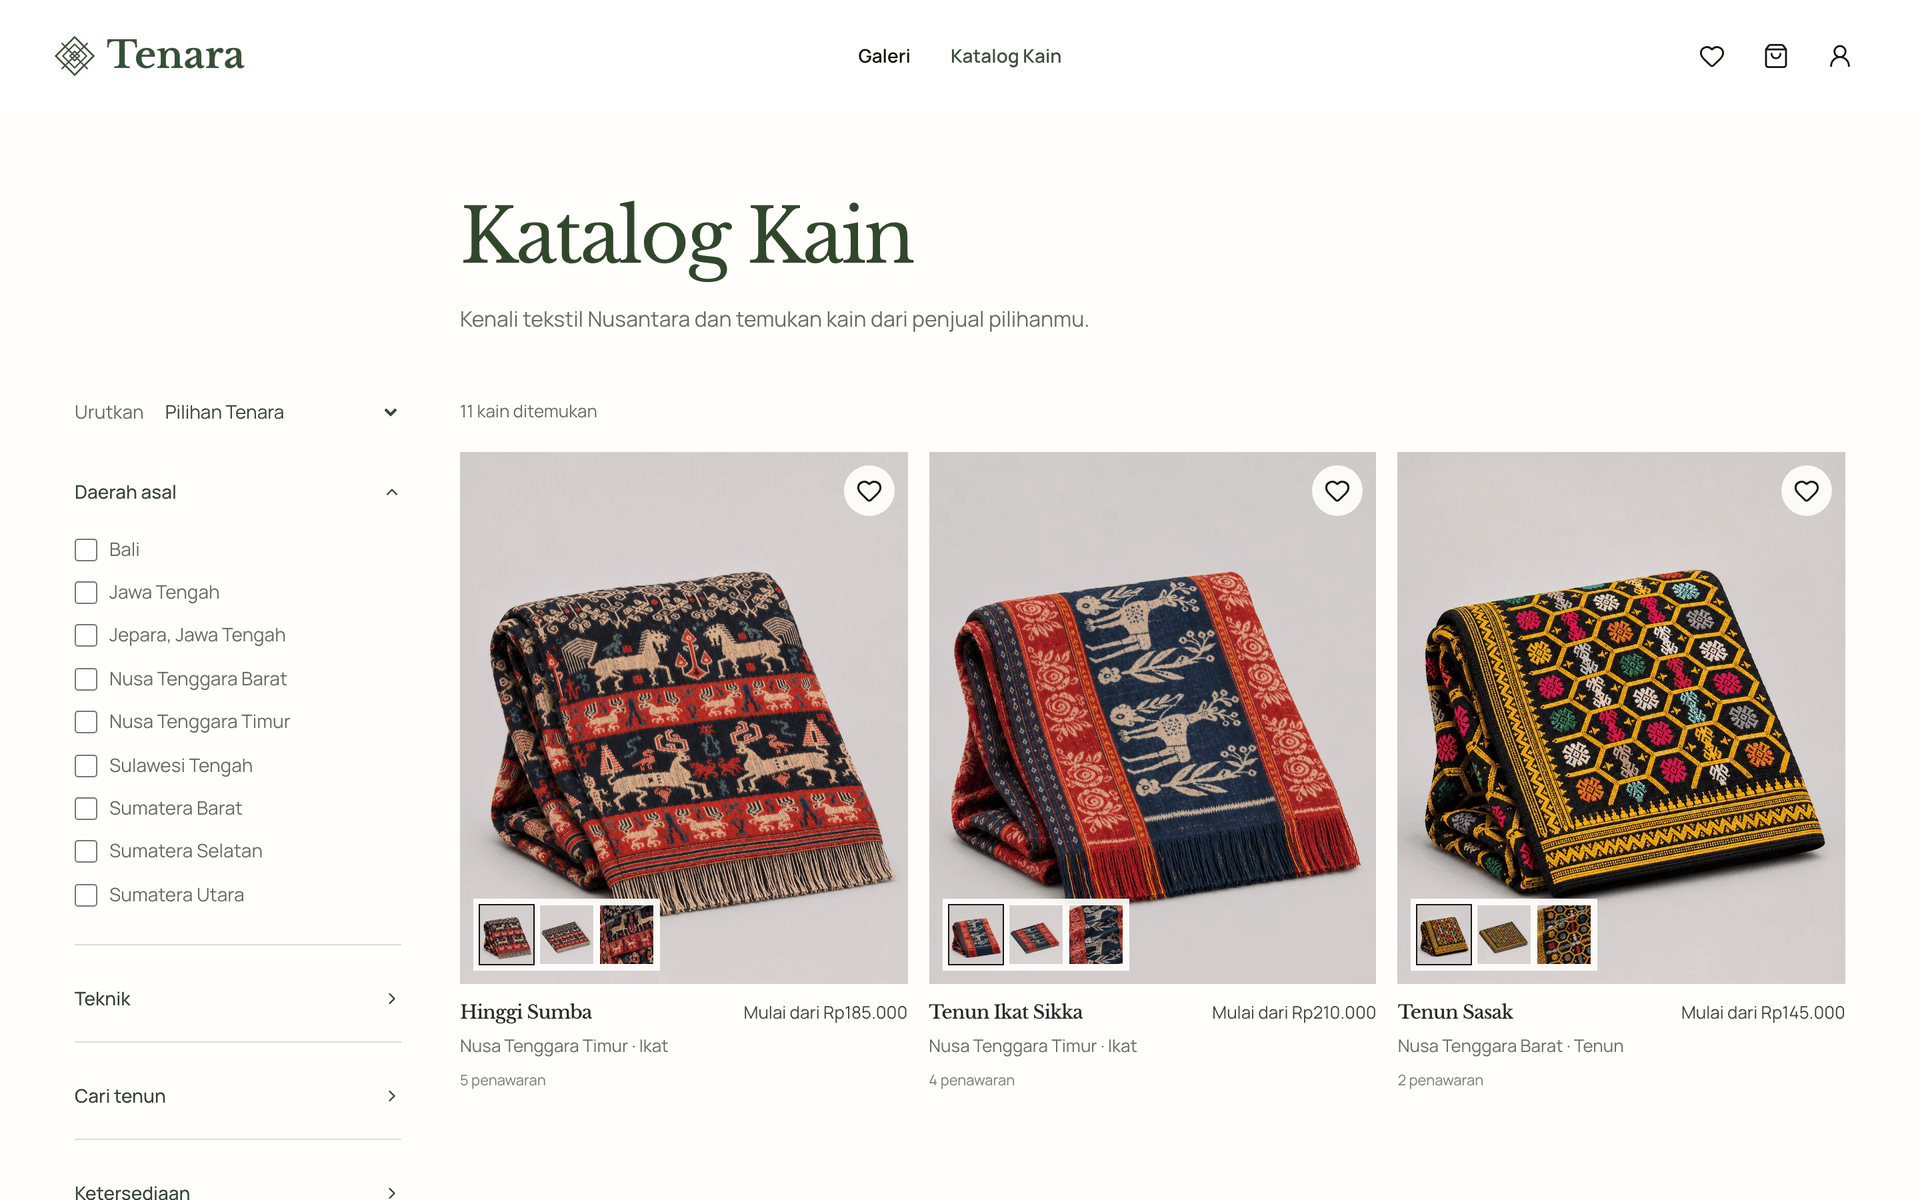 Tenara
Galeri
Katalog Kain
Katalog Kain
Kenali tekstil Nusantara dan temukan kain dari penjual pilihanmu.
Urutkan Pilihan Tenara
11 kain ditemukan
Daerah asal
Bali
Jawa Tengah
Jepara, Jawa Tengah
Nusa Tenggara Barat
Nusa Tenggara Timur
Sulawesi Tengah
Sumatera Barat
Sumatera Selatan
Sumatera Utara
Teknik
Cari tenun
Ketersediaan
Hinggi Sumba Mulai dari Rp185.000
Nusa Tenggara Timur · Ikat
5 penawaran
Tenun Ikat Sikka Mulai dari Rp210.000
Nusa Tenggara Timur · Ikat
4 penawaran
Tenun Sasak Mulai dari Rp145.000
Nusa Tenggara Barat · Tenun
2 penawaran